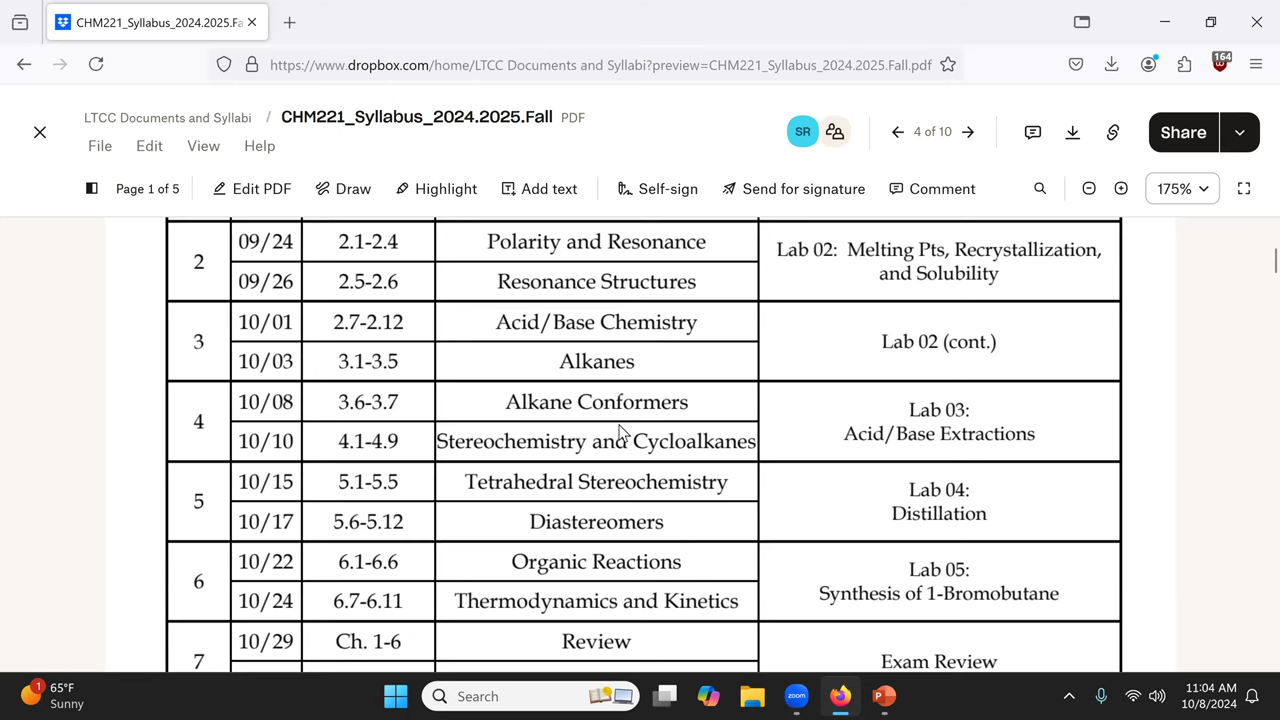 CHM221_Syllabus_2024.2025.Fa
https://www.dropbox.com/home/LTCC Documents and Syllabi?preview=CHM221_Syllabus_2024.2025.Fall.pdf
164
LTCC Documents and Syllabi / CHM221_Syllabus_2024.2025.Fall PDF
File Edit View Help
SR
4 of 10
Share
Page 1 of 5
Edit PDF
Draw
Highlight
Add text
Self-sign
Send for signature
Comment
175%
2 09/24 2.1-2.4 Polarity and Resonance
Lab 02: Melting Pts, Recrystallization,
and Solubility
09/26 2.5-2.6 Resonance Structures
3 10/01 2.7-2.12 Acid/Base Chemistry
Lab 02 (cont.)
10/03 3.1-3.5 Alkanes
4 10/08 3.6-3.7 Alkane Conformers
Lab 03:
Acid/Base Extractions
10/10 4.1-4.9 Stereochemistry and Cycloalkanes
5 10/15 5.1-5.5 Tetrahedral Stereochemistry
Lab 04:
Distillation
10/17 5.6-5.12 Diastereomers
6 10/22 6.1-6.6 Organic Reactions
Lab 05:
Synthesis of 1-Bromobutane
10/24 6.7-6.11 Thermodynamics and Kinetics
7 10/29 Ch. 1-6 Review
Exam Review
1
65°F
Sunny
Search
zoom
11:04 AM
10/8/2024